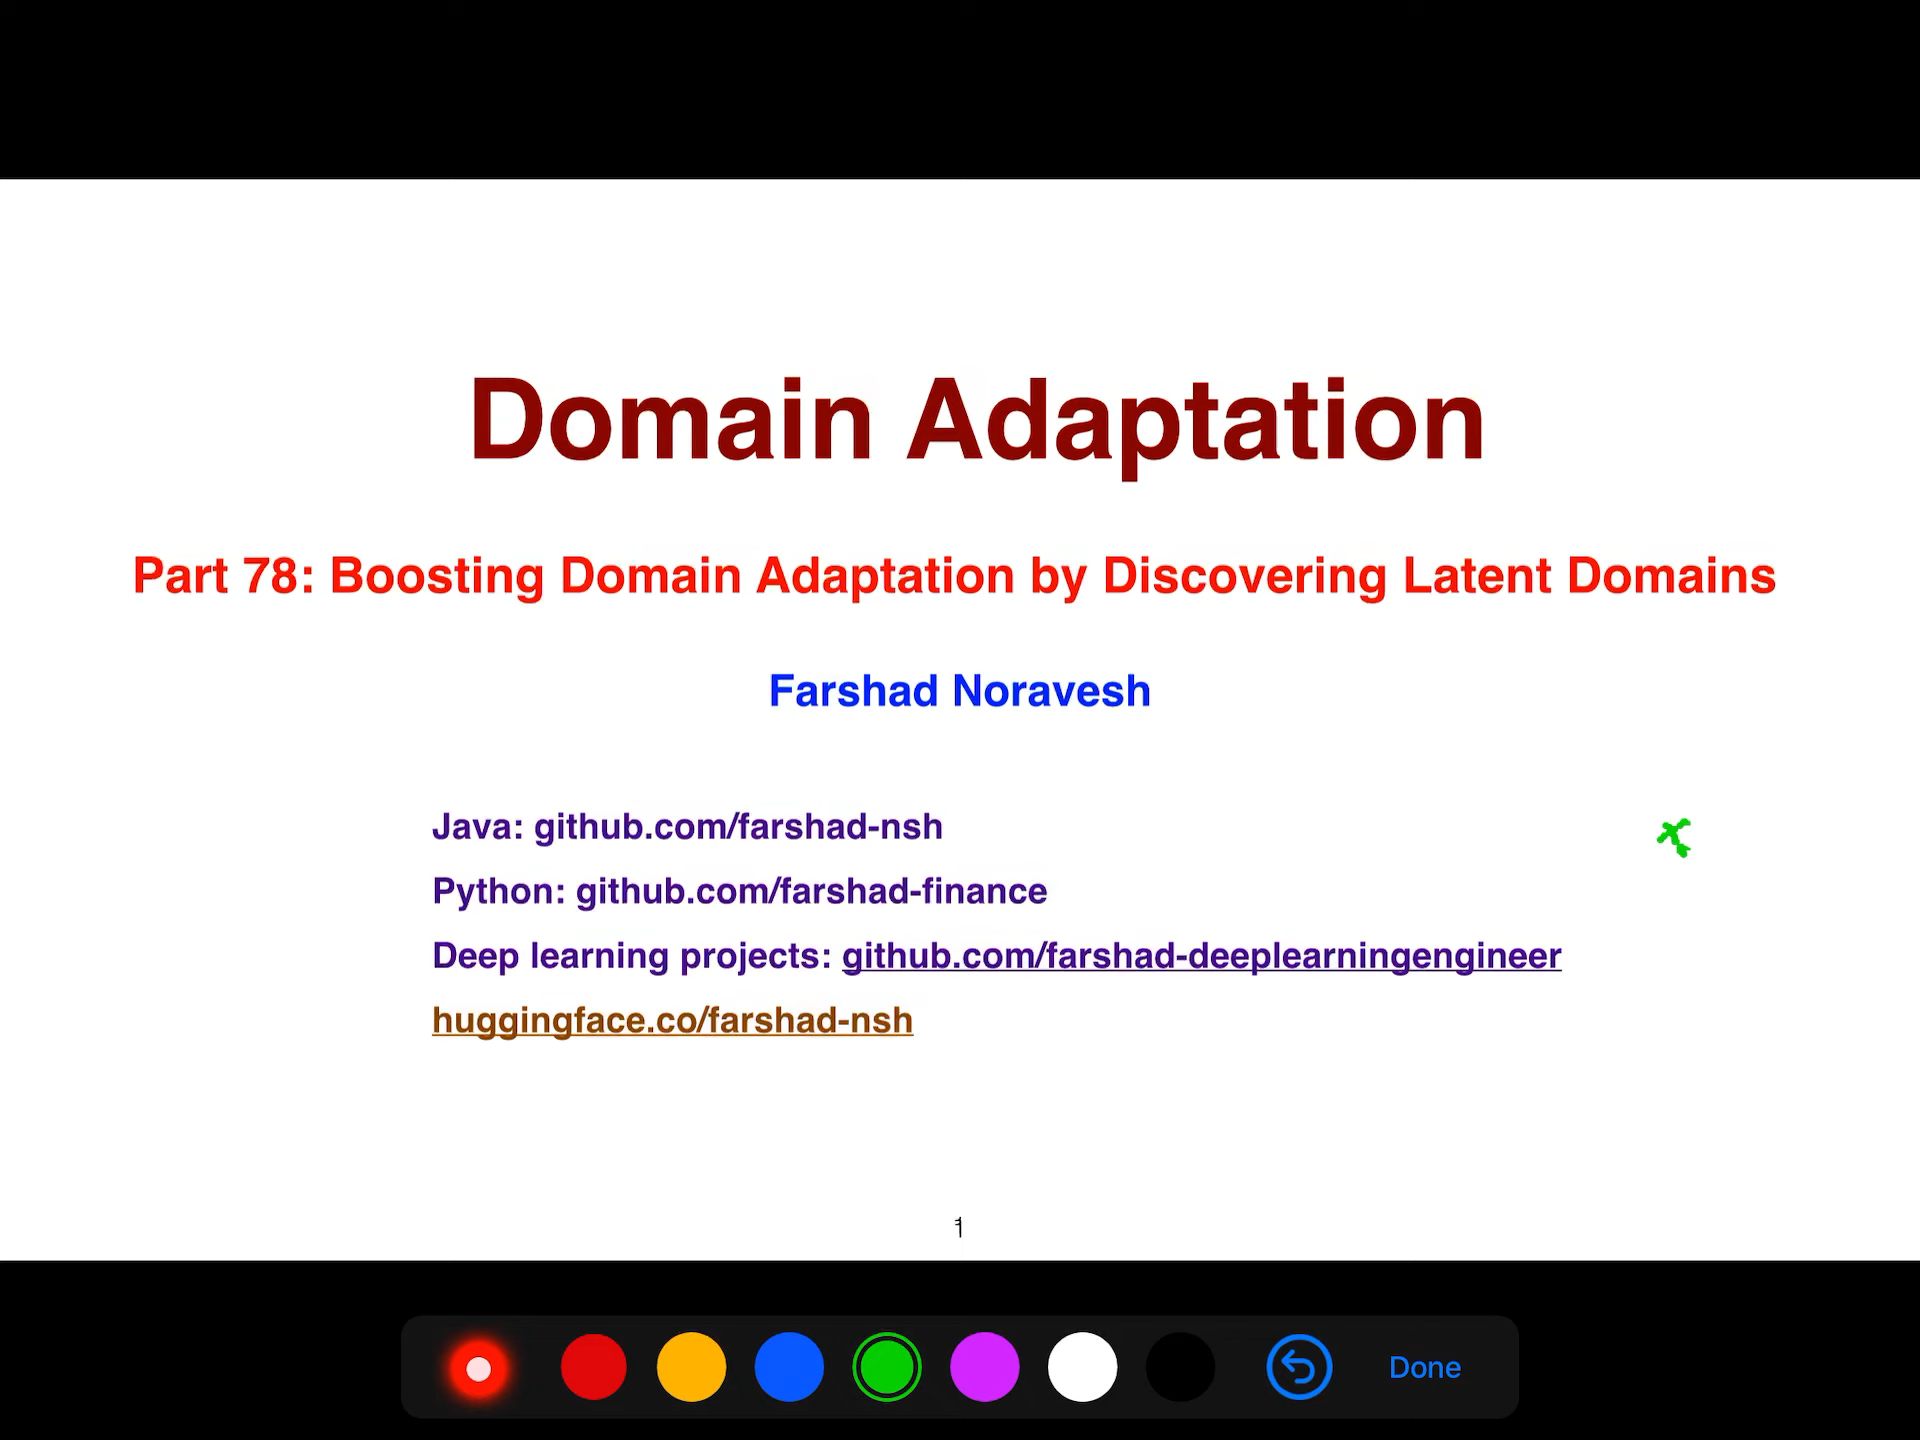 Domain Adaptation
Part 78: Boosting Domain Adaptation by Discovering Latent Domains
Farshad Noravesh
Java: github.com/farshad-nsh
Python: github.com/farshad-finance
Deep learning projects: github.com/farshad-deeplearningengineer
huggingface.co/farshad-nsh
1
Done